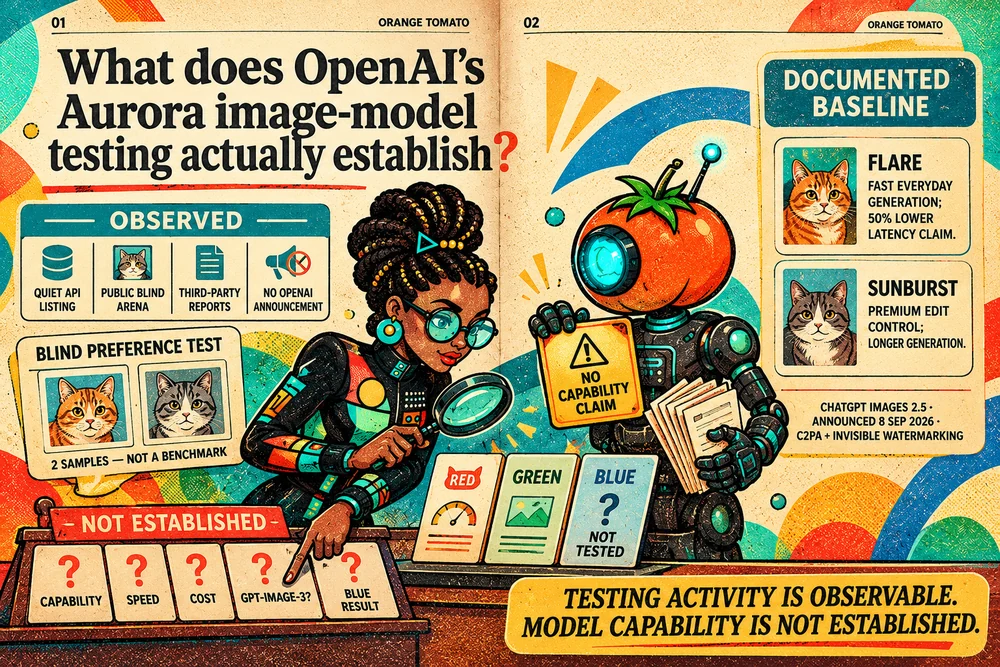 01
ORANGE TOMATO
What does OpenAI's
Aurora image-model
testing actually establish?
OBSERVED
QUIET API
LISTING
PUBLIC BLIND
ARENA
THIRD-PARTY
REPORTS
NO OPENAI
ANNOUNCEMENT
BLIND PREFERENCE TEST
2 SAMPLES — NOT A BENCHMARK
- NOT ESTABLISHED -
?
CAPABILITY
?
SPEED
?
COST
?
GPT-IMAGE-3?
?
BLUE
RESULT
02
ORANGE TOMATO
DOCUMENTED
BASELINE
FLARE
FAST EVERYDAY
GENERATION;
50% LOWER
LATENCY CLAIM.
SUNBURST
PREMIUM EDIT
CONTROL;
LONGER GENERATION.
CHATGPT IMAGES 2.5 ·
ANNOUNCED 8 SEP 2026 ·
C2PA + INVISIBLE WATERMARKING
!
NO
CAPABILITY
CLAIM
RED
GREEN
BLUE
?
NOT
TESTED
TESTING ACTIVITY IS OBSERVABLE.
MODEL CAPABILITY IS NOT ESTABLISHED.